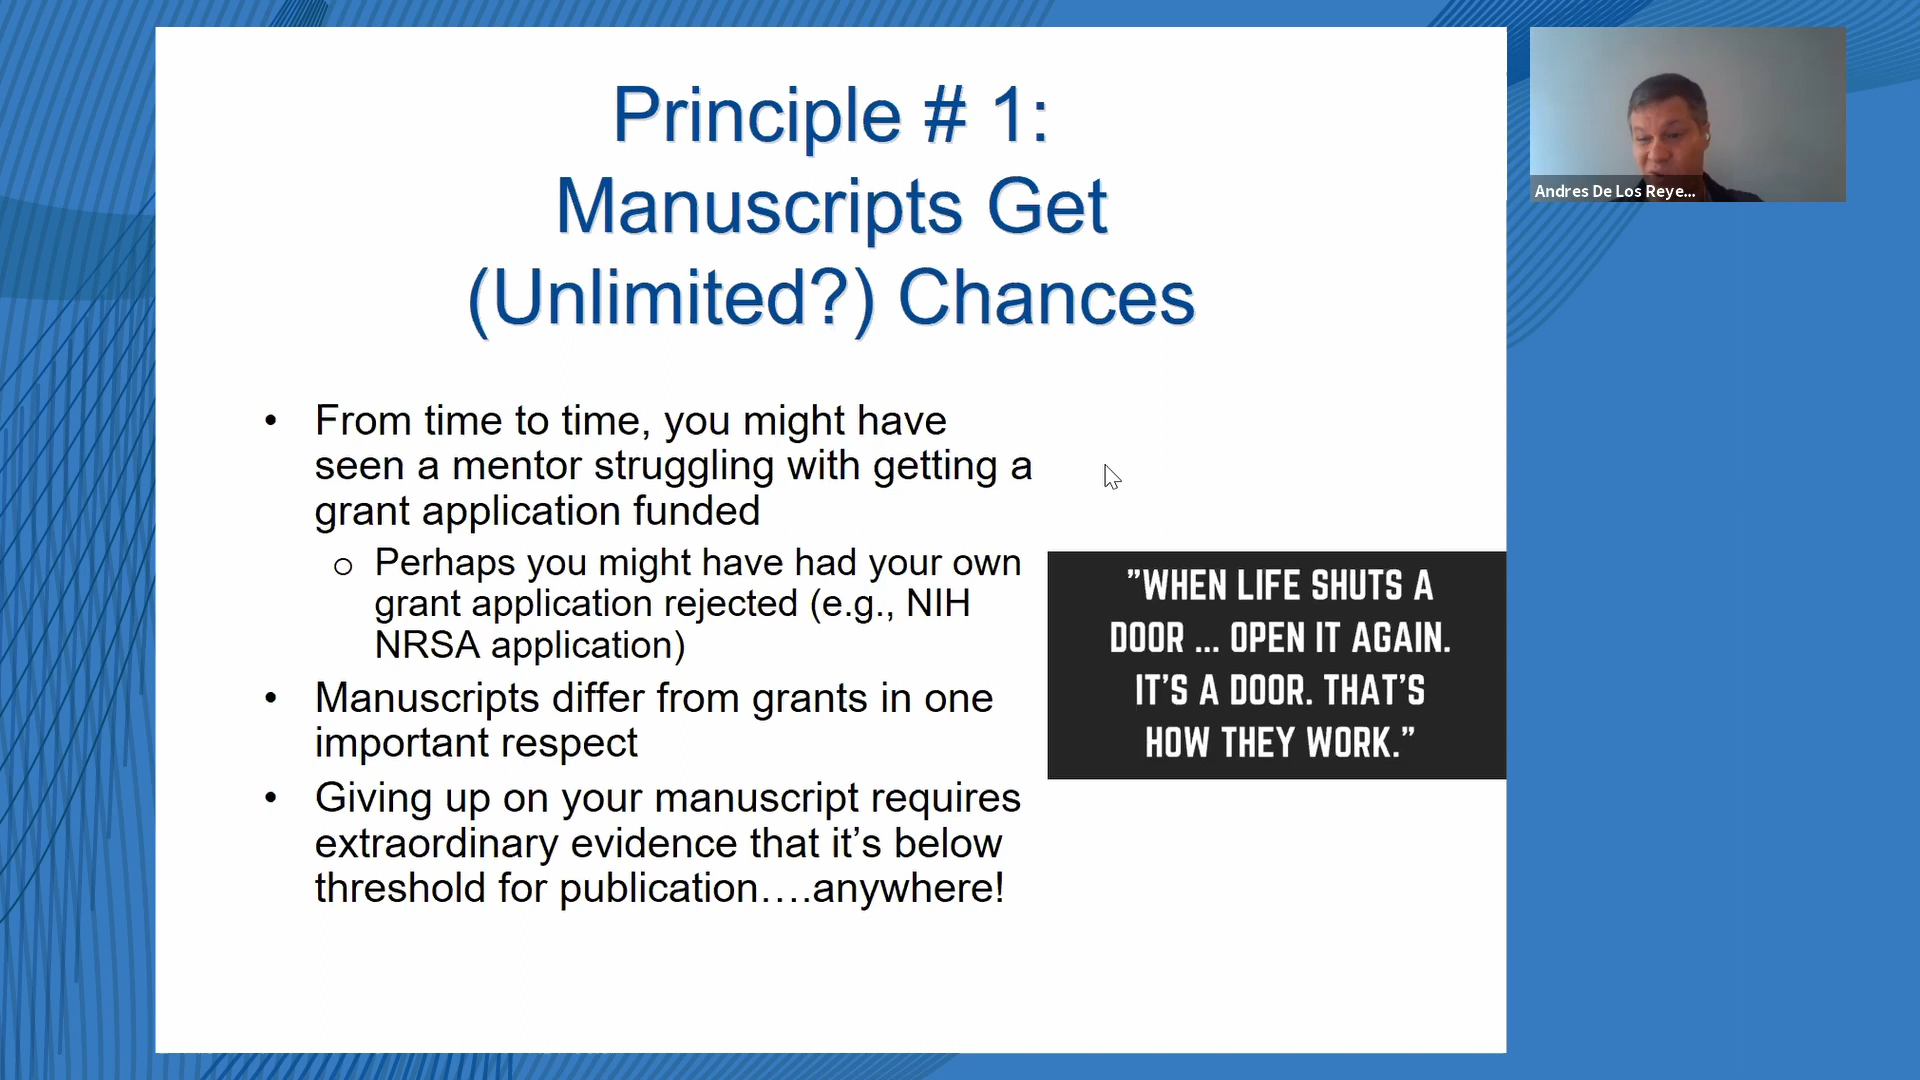 Principle # 1:
Manuscripts Get
(Unlimited?) Chances
• From time to time, you might have
seen a mentor struggling with getting a
grant application funded
o Perhaps you might have had your own
grant application rejected (e.g., NIH
NRSA application)
• Manuscripts differ from grants in one
important respect
• Giving up on your manuscript requires
extraordinary evidence that it’s below
threshold for publication….anywhere!
”WHEN LIFE SHUTS A
DOOR ... OPEN IT AGAIN.
IT’S A DOOR. THAT’S
HOW THEY WORK.”
Andres De Los Reye...